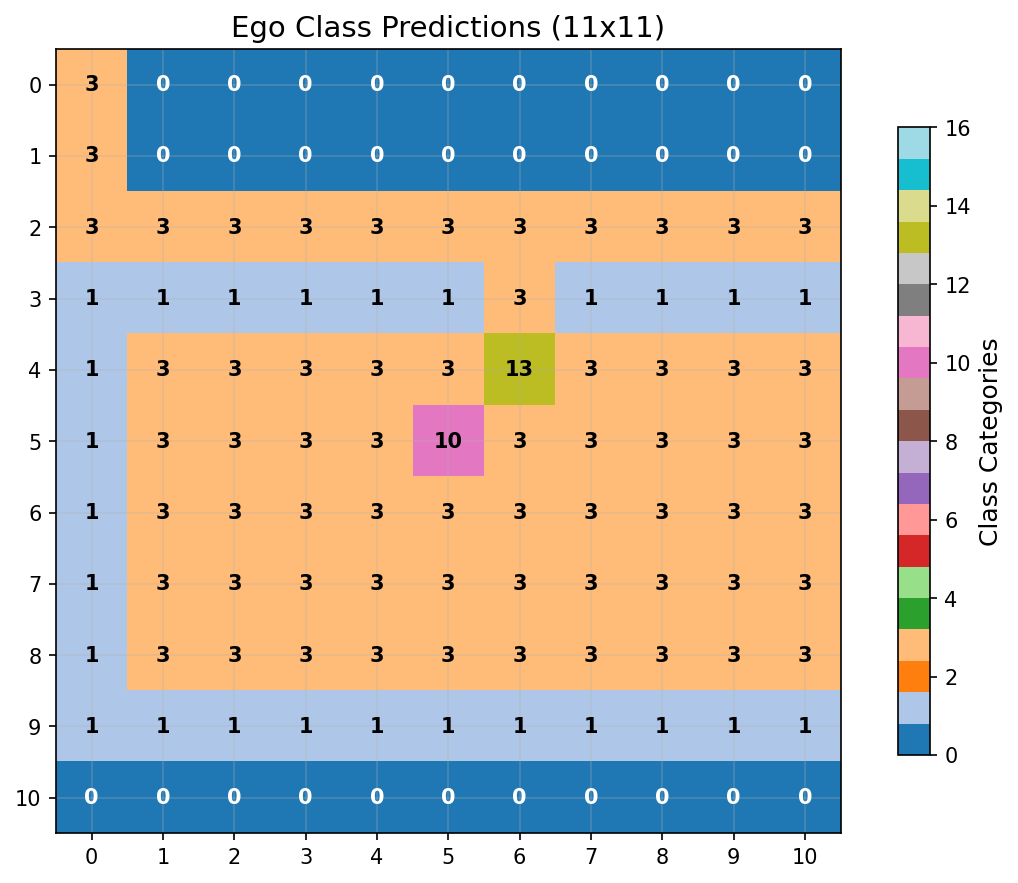 Ego Class Predictions (11x11)
0 3 0 0 0 0 0 0 0 0 0 0
1 3 0 0 0 0 0 0 0 0 0 0
2 3 3 3 3 3 3 3 3 3 3 3
3 1 1 1 1 1 1 3 1 1 1 1
4 1 3 3 3 3 3 13 3 3 3 3
5 1 3 3 3 3 10 3 3 3 3 3
6 1 3 3 3 3 3 3 3 3 3 3
7 1 3 3 3 3 3 3 3 3 3 3
8 1 3 3 3 3 3 3 3 3 3 3
9 1 1 1 1 1 1 1 1 1 1 1
10 0 0 0 0 0 0 0 0 0 0 0
0 1 2 3 4 5 6 7 8 9 10
16
14
12
10
8
6
4
2
0
Class Categories